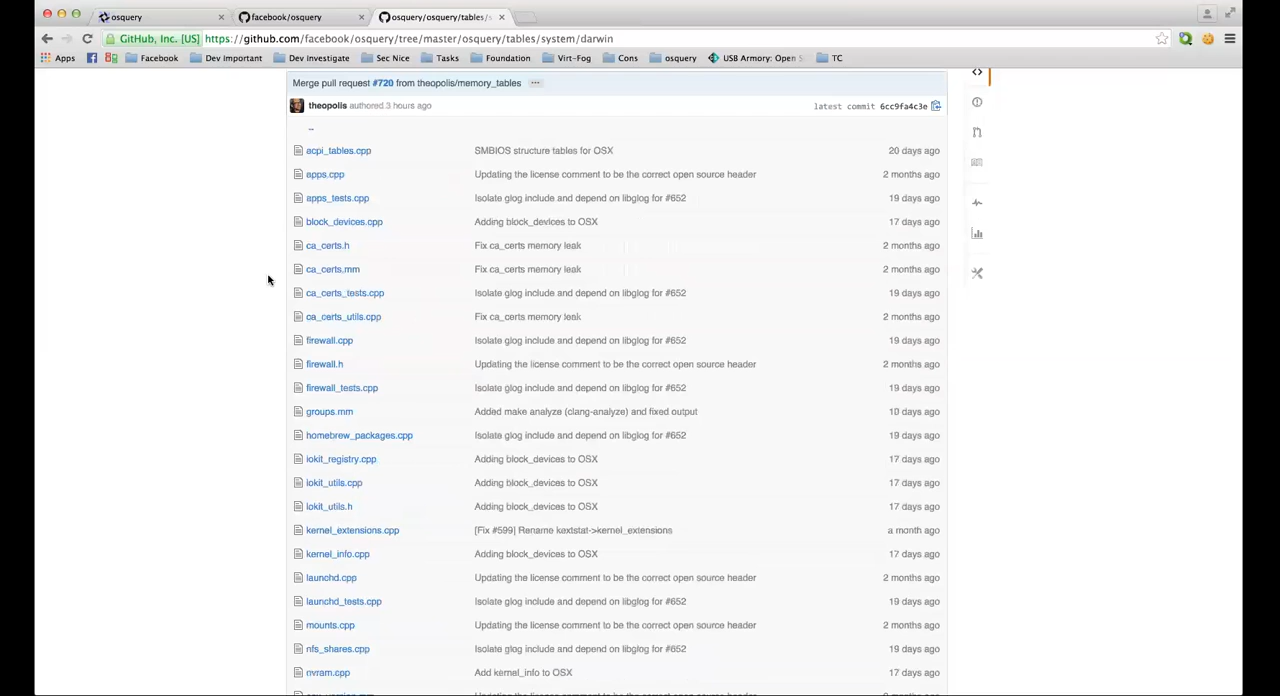 osquery
facebook/osquery
osquery/osquery/tables/s
GitHub, Inc. [US] https://github.com/facebook/osquery/tree/master/osquery/tables/system/darwin
Apps Facebook Dev Important Dev Investigate Sec Nice Tasks Foundation Virt-Fog Cons osquery USB Armory: Open S TC
Merge pull request #720 from theopolis/memory_tables
theopolis authored 3 hours ago latest commit 6cc9fa4c3e
..
acpi_tables.cpp SMBIOS structure tables for OSX 20 days ago
apps.cpp Updating the license comment to be the correct open source header 2 months ago
apps_tests.cpp Isolate glog include and depend on libglog for #652 19 days ago
block_devices.cpp Adding block_devices to OSX 17 days ago
ca_certs.h Fix ca_certs memory leak 2 months ago
ca_certs.mm Fix ca_certs memory leak 2 months ago
ca_certs_tests.cpp Isolate glog include and depend on libglog for #652 19 days ago
ca_certs_utils.cpp Fix ca_certs memory leak 2 months ago
firewall.cpp Isolate glog include and depend on libglog for #652 19 days ago
firewall.h Updating the license comment to be the correct open source header 2 months ago
firewall_tests.cpp Isolate glog include and depend on libglog for #652 19 days ago
groups.mm Added make analyze (clang-analyze) and fixed output 10 days ago
homebrew_packages.cpp Isolate glog include and depend on libglog for #652 19 days ago
iokit_registry.cpp Adding block_devices to OSX 17 days ago
iokit_utils.cpp Adding block_devices to OSX 17 days ago
iokit_utils.h Adding block_devices to OSX 17 days ago
kernel_extensions.cpp [Fix #599] Rename kextstat->kernel_extensions a month ago
kernel_info.cpp Adding block_devices to OSX 17 days ago
launchd.cpp Updating the license comment to be the correct open source header 2 months ago
launchd_tests.cpp Isolate glog include and depend on libglog for #652 19 days ago
mounts.cpp Updating the license comment to be the correct open source header 2 months ago
nfs_shares.cpp Isolate glog include and depend on libglog for #652 19 days ago
nvram.cpp Add kernel_info to OSX 17 days ago